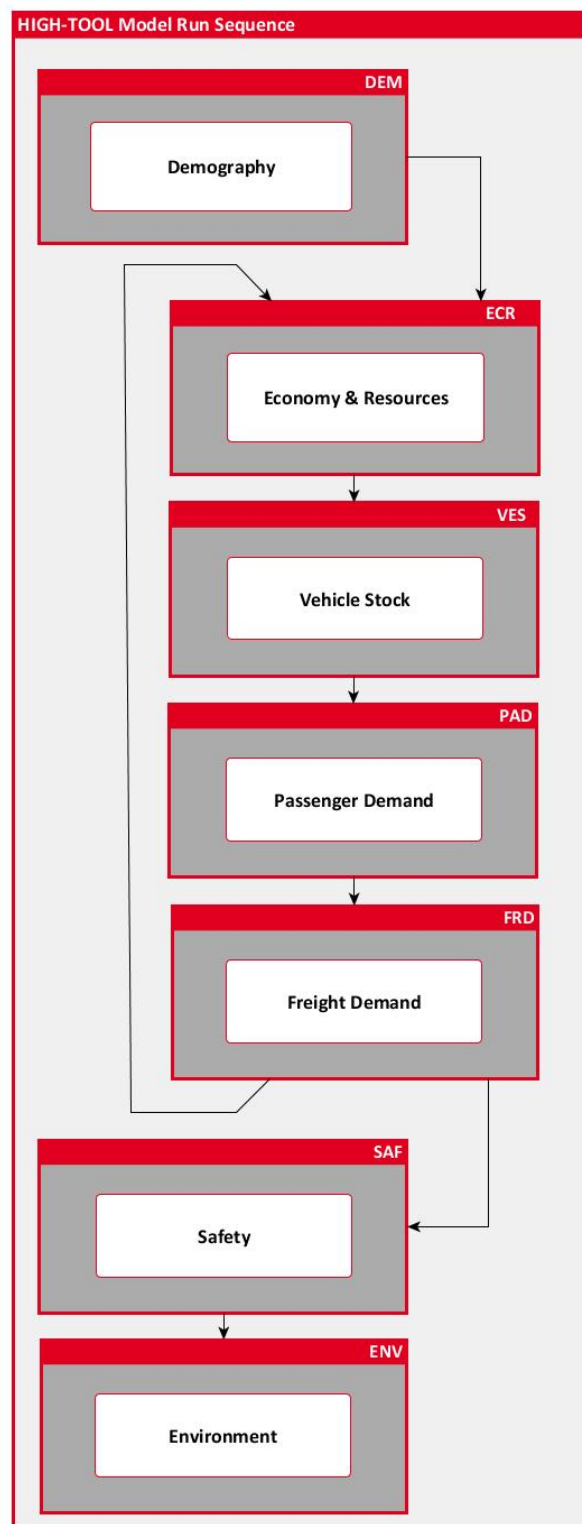 HIGH-TOOL Model Run Sequence
DEM
Demography
ECR
Economy & Resources
VES
Vehicle Stock
PAD
Passenger Demand
FRD
Freight Demand
SAF
Safety
ENV
Environment